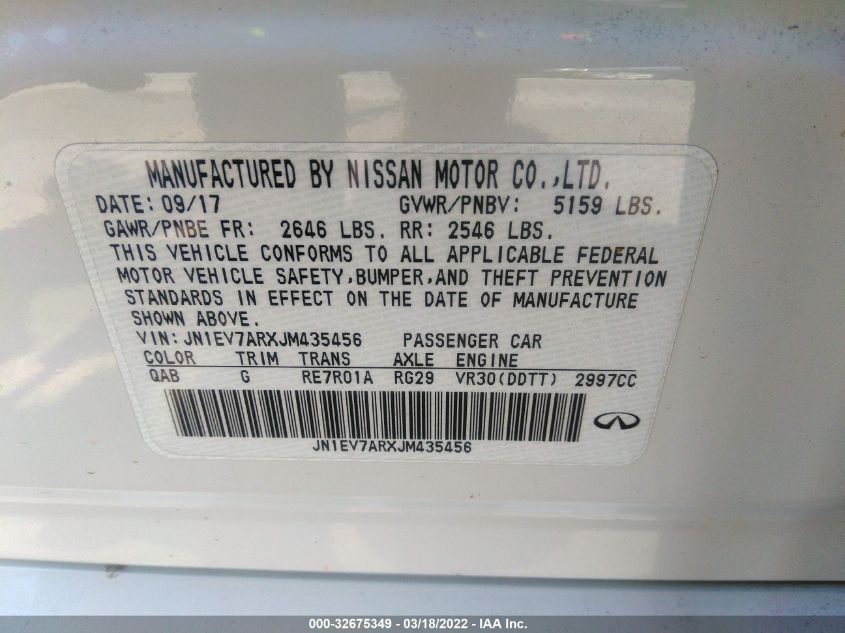 MANUFACTURED BY NISSAN MOTOR CO.,LTD.
DATE: 09/17 GVWR/PNBV: 5159 LBS.
GAWR/PNBE FR: 2646 LBS. RR: 2546 LBS.
THIS VEHICLE CONFORMS TO ALL APPLICABLE FEDERAL
MOTOR VEHICLE SAFETY,BUMPER,AND THEFT PREVENTION
STANDARDS IN EFFECT ON THE DATE OF MANUFACTURE
SHOWN ABOVE.
VIN: JN1EV7ARXJM435456 PASSENGER CAR
COLOR TRIM TRANS AXLE ENGINE
QAB G RE7R01A RG29 VR30(DDTT) 2997CC
JN1EV7ARXJM435456
000-32675349 - 03/18/2022 - IAA Inc.